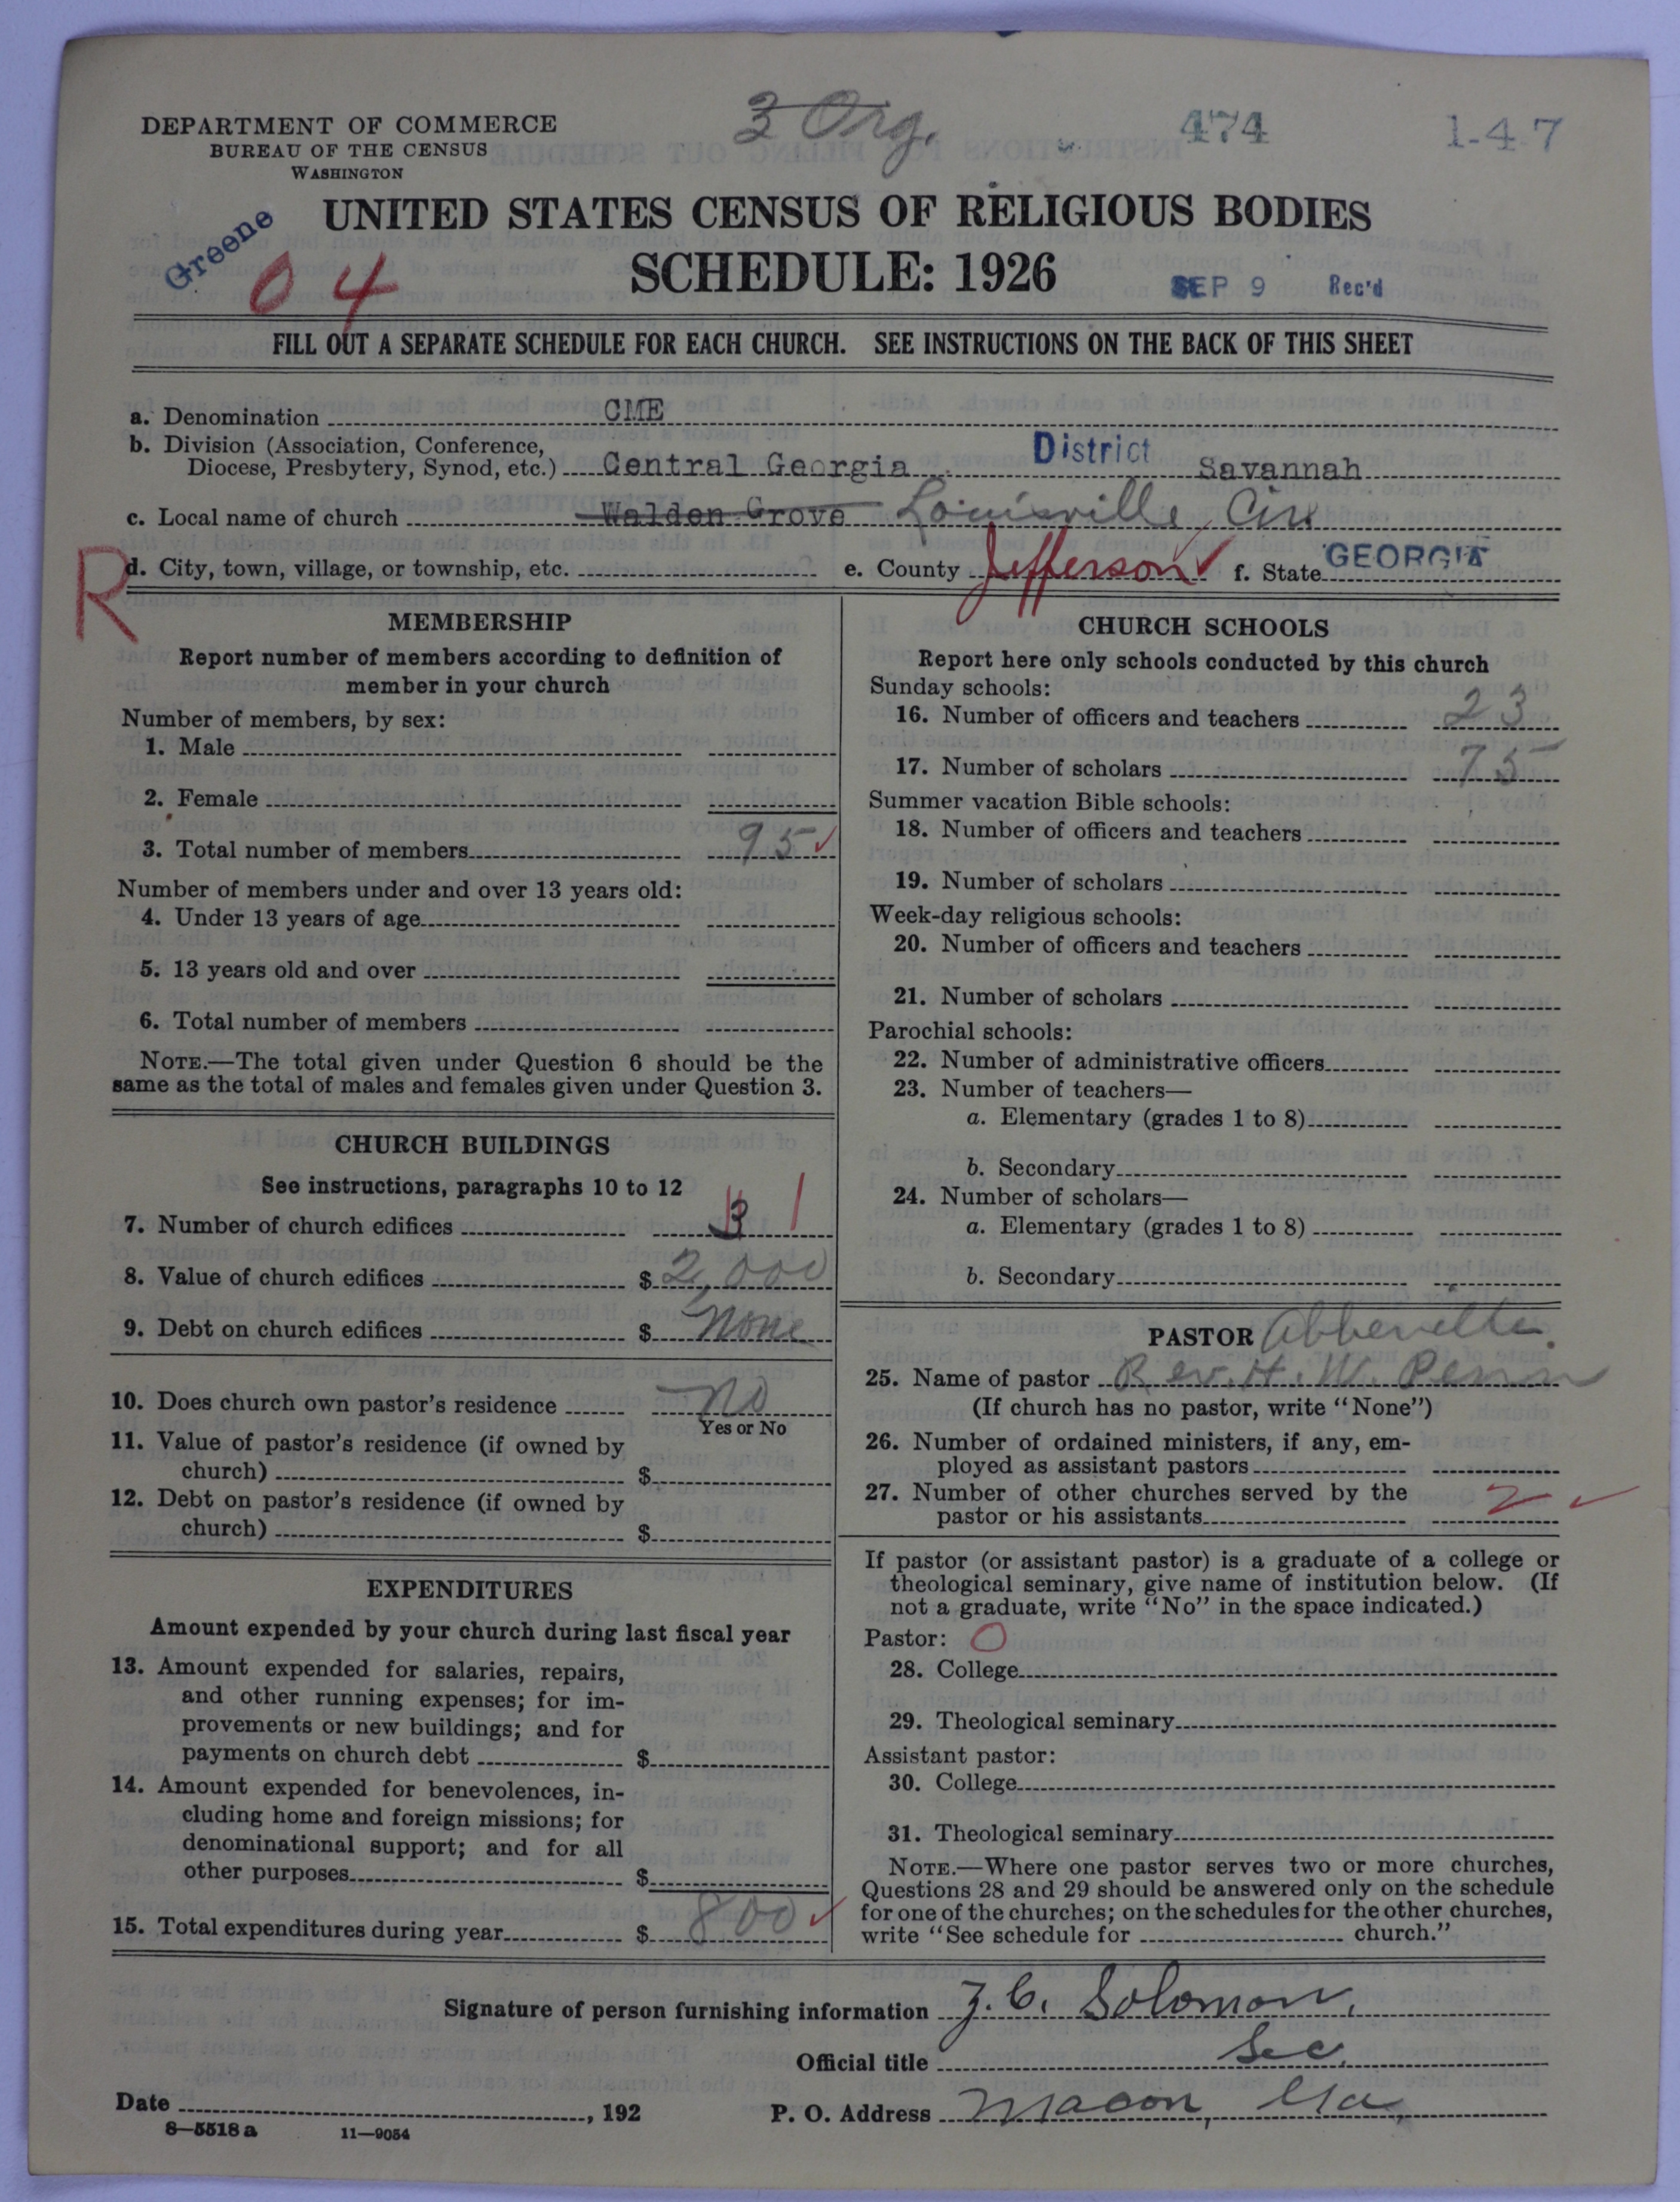 3 Org.
474
1-4-7
DEPARTMENT OF COMMERCE
BUREAU OF THE CENSUS
WASHINGTON
UNITED STATES CENSUS OF RELIGIOUS BODIES
Greene
04
SCHEDULE: 1926
SEP 9 Rec'd
FILL OUT A SEPARATE SCHEDULE FOR EACH CHURCH. SEE INSTRUCTIONS ON THE BACK OF THIS SHEET
a. Denomination CME
b. Division (Association, Conference,
Diocese, Presbytery, Synod, etc.) Central Georgia District Savannah
c. Local name of church Walden Grove Louisville Cir
R
d. City, town, village, or township, etc. e. County Jefferson f. State GEORGIA
MEMBERSHIP
Report number of members according to definition of
member in your church
Number of members, by sex:
1. Male
2. Female
3. Total number of members 95
Number of members under and over 13 years old:
4. Under 13 years of age
5. 13 years old and over
6. Total number of members
NOTE.—The total given under Question 6 should be the
same as the total of males and females given under Question 3.
CHURCH BUILDINGS
See instructions, paragraphs 10 to 12
7. Number of church edifices 3 1
8. Value of church edifices $ 2,000
9. Debt on church edifices $ None
10. Does church own pastor's residence No
Yes or No
11. Value of pastor's residence (if owned by
church) $
12. Debt on pastor's residence (if owned by
church) $
EXPENDITURES
Amount expended by your church during last fiscal year
13. Amount expended for salaries, repairs,
and other running expenses; for im-
provements or new buildings; and for
payments on church debt $
14. Amount expended for benevolences, in-
cluding home and foreign missions; for
denominational support; and for all
other purposes $
15. Total expenditures during year $ 800
CHURCH SCHOOLS
Report here only schools conducted by this church
Sunday schools:
16. Number of officers and teachers 23
17. Number of scholars 75
Summer vacation Bible schools:
18. Number of officers and teachers
19. Number of scholars
Week-day religious schools:
20. Number of officers and teachers
21. Number of scholars
Parochial schools:
22. Number of administrative officers
23. Number of teachers—
a. Elementary (grades 1 to 8)
b. Secondary
24. Number of scholars—
a. Elementary (grades 1 to 8)
b. Secondary
PASTOR
25. Name of pastor Rev. H. W. Penn
(If church has no pastor, write "None")
26. Number of ordained ministers, if any, em-
ployed as assistant pastors
27. Number of other churches served by the
pastor or his assistants 2
If pastor (or assistant pastor) is a graduate of a college or
theological seminary, give name of institution below. (If
not a graduate, write "No" in the space indicated.)
Pastor: 0
28. College
29. Theological seminary
Assistant pastor:
30. College
31. Theological seminary
NOTE.—Where one pastor serves two or more churches,
Questions 28 and 29 should be answered only on the schedule
for one of the churches; on the schedules for the other churches,
write "See schedule for church."
Signature of person furnishing information J. C. Solomon,
Official title Sec.
Date , 192
P. O. Address Macon, Ga.
8—5518 a 11—9054